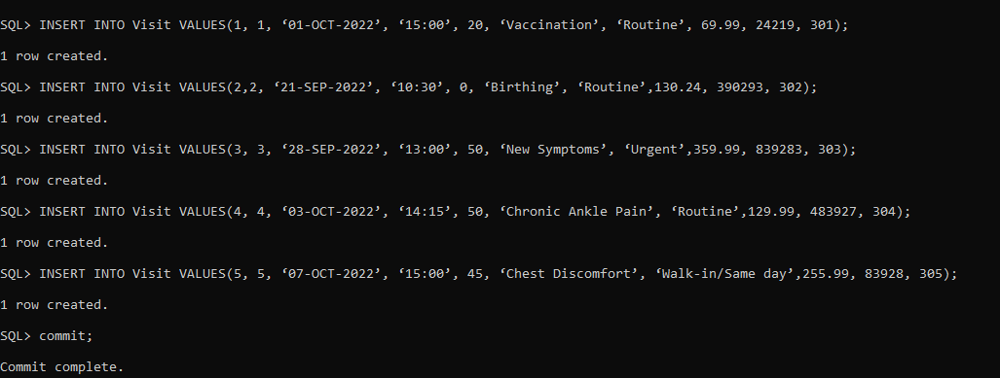 SQL> INSERT INTO Visit VALUES(1, 1, ‘01-OCT-2022’, ‘15:00’, 20, ‘Vaccination’, ‘Routine’, 69.99, 24219, 301);
1 row created.
SQL> INSERT INTO Visit VALUES(2,2, ‘21-SEP-2022’, ‘10:30’, 0, ‘Birthing’, ‘Routine’,130.24, 390293, 302);
1 row created.
SQL> INSERT INTO Visit VALUES(3, 3, ‘28-SEP-2022’, ‘13:00’, 50, ‘New Symptoms’, ‘Urgent’,359.99, 839283, 303);
1 row created.
SQL> INSERT INTO Visit VALUES(4, 4, ‘03-OCT-2022’, ‘14:15’, 50, ‘Chronic Ankle Pain’, ‘Routine’,129.99, 483927, 304);
1 row created.
SQL> INSERT INTO Visit VALUES(5, 5, ‘07-OCT-2022’, ‘15:00’, 45, ‘Chest Discomfort’, ‘Walk-in/Same day’,255.99, 83928, 305);
1 row created.
SQL> commit;
Commit complete.